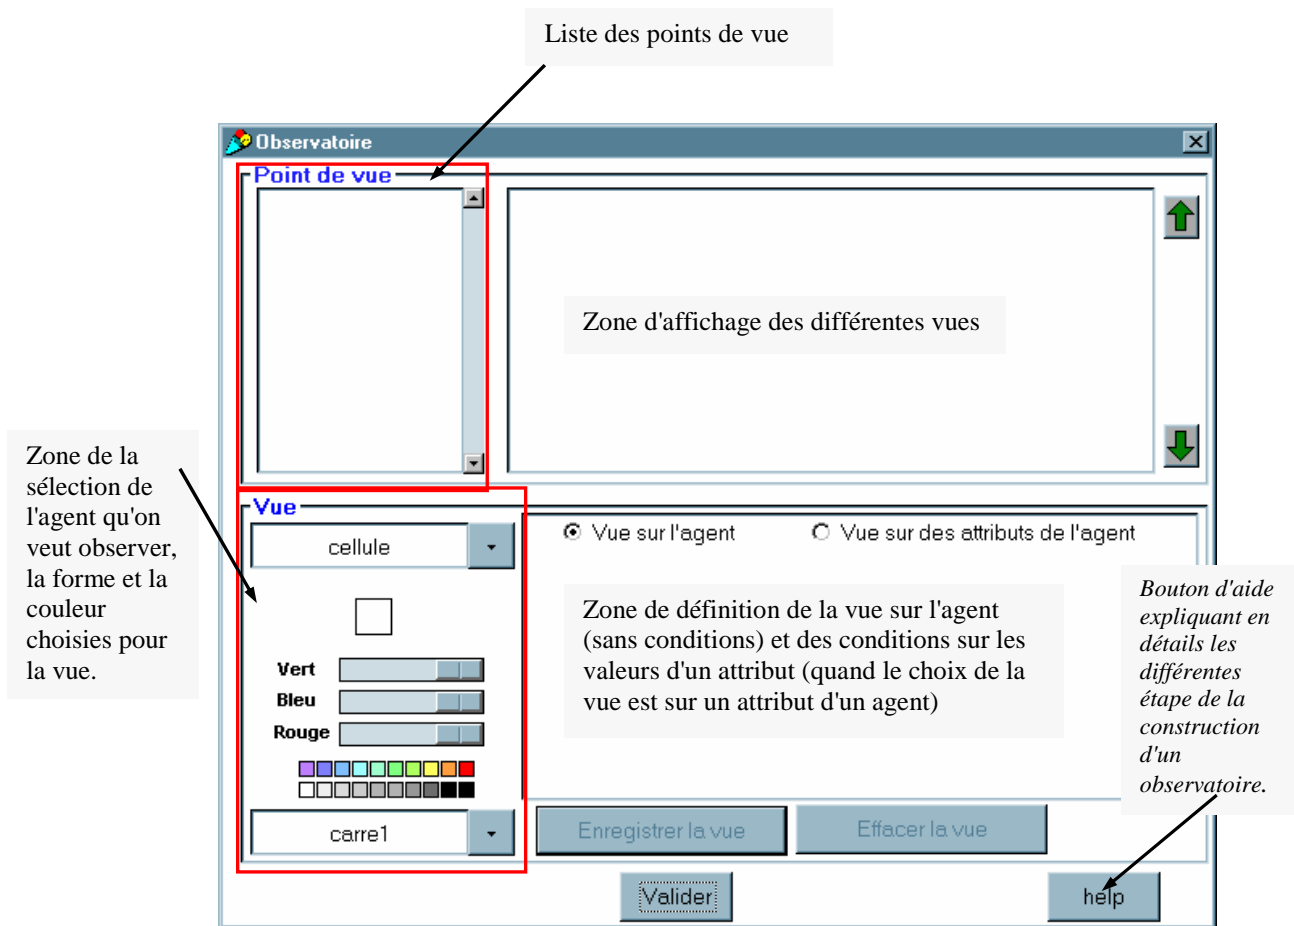 Liste des points de vue
Observatoire
Point de vue
Zone d'affichage des différentes vues
Zone de la
sélection de
l'agent qu'on
veut observer,
la forme et la
couleur
choisies pour
la vue.
Vue
cellule
Vue sur l'agent
Vue sur des attributs de l'agent
Zone de définition de la vue sur l'agent
(sans conditions) et des conditions sur les
valeurs d'un attribut (quand le choix de la
vue est sur un attribut d'un agent)
Bouton d'aide
expliquant en
détails les
différentes
étape de la
construction
d'un
observatoire.
Vert
Bleu
Rouge
carre1
Enregistrer la vue
Effacer la vue
Valider
help